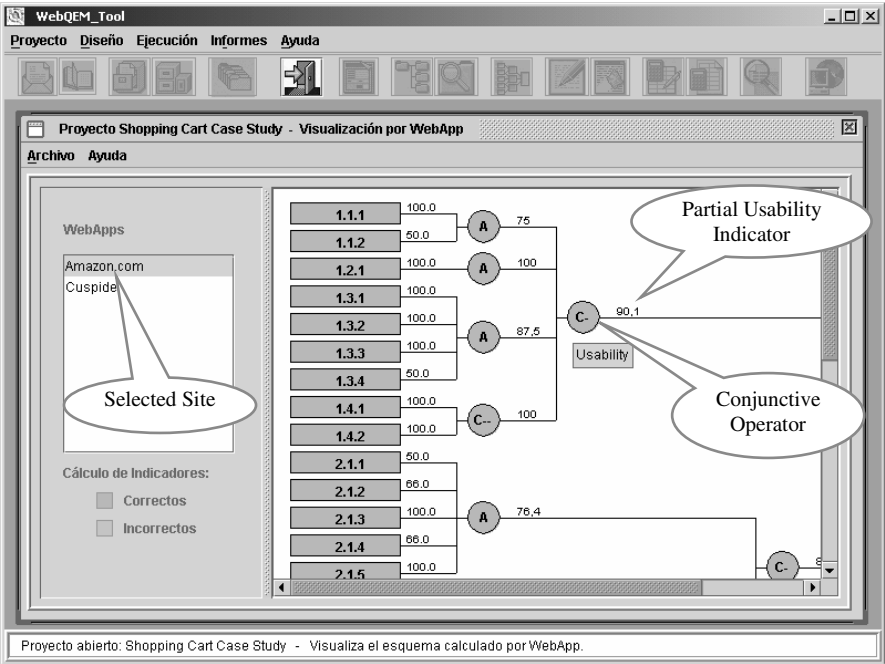 WebQEM_Tool
Proyecto Diseño Ejecución Informes Ayuda
Proyecto Shopping Cart Case Study - Visualización por WebApp
Archivo Ayuda
WebApps
Amazon.com
Cuspide
Selected Site
Cálculo de Indicadores:
Correctos
Incorrectos
1.1.1 100.0
1.1.2 50.0
A 75
1.2.1 100.0 A 100
1.3.1 100.0
1.3.2 100.0
1.3.3 100.0
1.3.4 50.0
A 87,5
1.4.1 100.0
1.4.2 100.0
C-- 100
C- 90,1
Usability
Partial Usability
Indicator
Conjunctive
Operator
2.1.1 50.0
2.1.2 66.0
2.1.3 100.0
2.1.4 66.0
2.1.5 100.0
A 76,4
C-
Proyecto abierto: Shopping Cart Case Study - Visualiza el esquema calculado por WebApp.